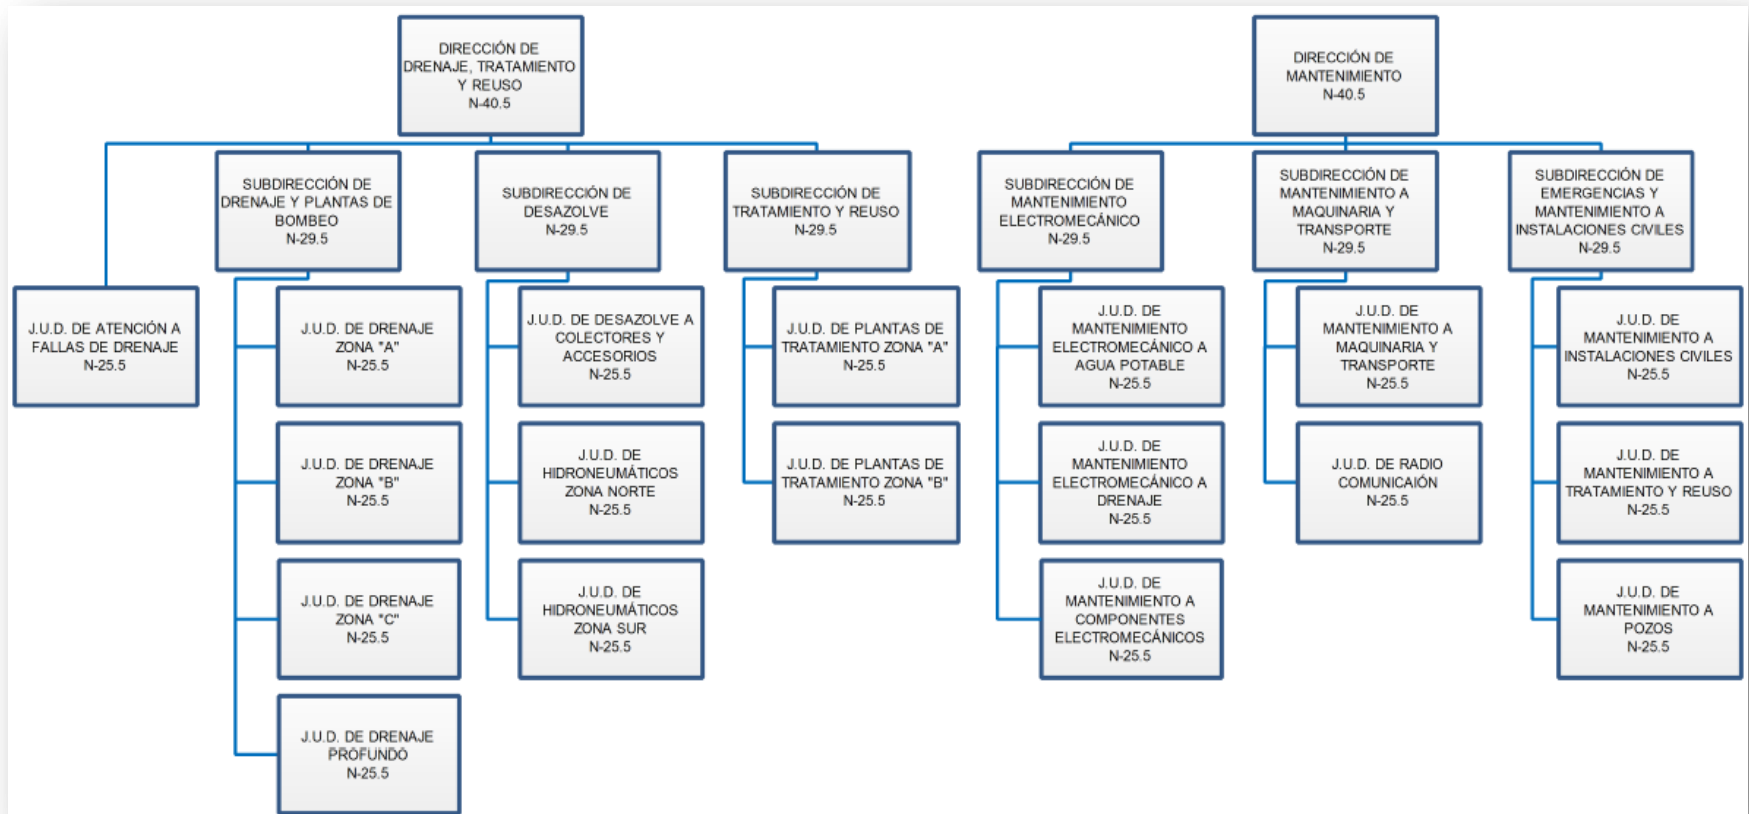 DIRECCIÓN DE
DRENAJE, TRATAMIENTO
Y REUSO
N-40.5
DIRECCIÓN DE
MANTENIMIENTO
N-40.5
SUBDIRECCIÓN DE
DRENAJE Y PLANTAS DE
BOMBEO
N-29.5
SUBDIRECCIÓN DE
DESAZOLVE
N-29.5
SUBDIRECCIÓN DE
TRATAMIENTO Y REUSO
N-29.5
SUBDIRECCIÓN DE
MANTENIMIENTO
ELECTROMECÁNICO
N-29.5
SUBDIRECCIÓN DE
MANTENIMIENTO A
MAQUINARIA Y
TRANSPORTE
N-29.5
SUBDIRECCIÓN DE
EMERGENCIAS Y
MANTENIMIENTO A
INSTALACIONES CIVILES
N-29.5
J.U.D. DE ATENCIÓN A
FALLAS DE DRENAJE
N-25.5
J.U.D. DE DRENAJE
ZONA "A"
N-25.5
J.U.D. DE DESAZOLVE A
COLECTORES Y
ACCESORIOS
N-25.5
J.U.D. DE PLANTAS DE
TRATAMIENTO ZONA "A"
N-25.5
J.U.D. DE
MANTENIMIENTO
ELECTROMECÁNICO A
AGUA POTABLE
N-25.5
J.U.D. DE
MANTENIMIENTO A
MAQUINARIA Y
TRANSPORTE
N-25.5
J.U.D. DE
MANTENIMIENTO A
INSTALACIONES CIVILES
N-25.5
J.U.D. DE DRENAJE
ZONA "B"
N-25.5
J.U.D. DE
HIDRONEUMÁTICOS
ZONA NORTE
N-25.5
J.U.D. DE PLANTAS DE
TRATAMIENTO ZONA "B"
N-25.5
J.U.D. DE
MANTENIMIENTO
ELECTROMECÁNICO A
DRENAJE
N-25.5
J.U.D. DE RADIO
COMUNICAIÓN
N-25.5
J.U.D. DE
MANTENIMIENTO A
TRATAMIENTO Y REUSO
N-25.5
J.U.D. DE DRENAJE
ZONA "C"
N-25.5
J.U.D. DE
HIDRONEUMÁTICOS
ZONA SUR
N-25.5
J.U.D. DE
MANTENIMIENTO A
COMPONENTES
ELECTROMECÁNICOS
N-25.5
J.U.D. DE
MANTENIMIENTO A
POZOS
N-25.5
J.U.D. DE DRENAJE
PROFUNDO
N-25.5